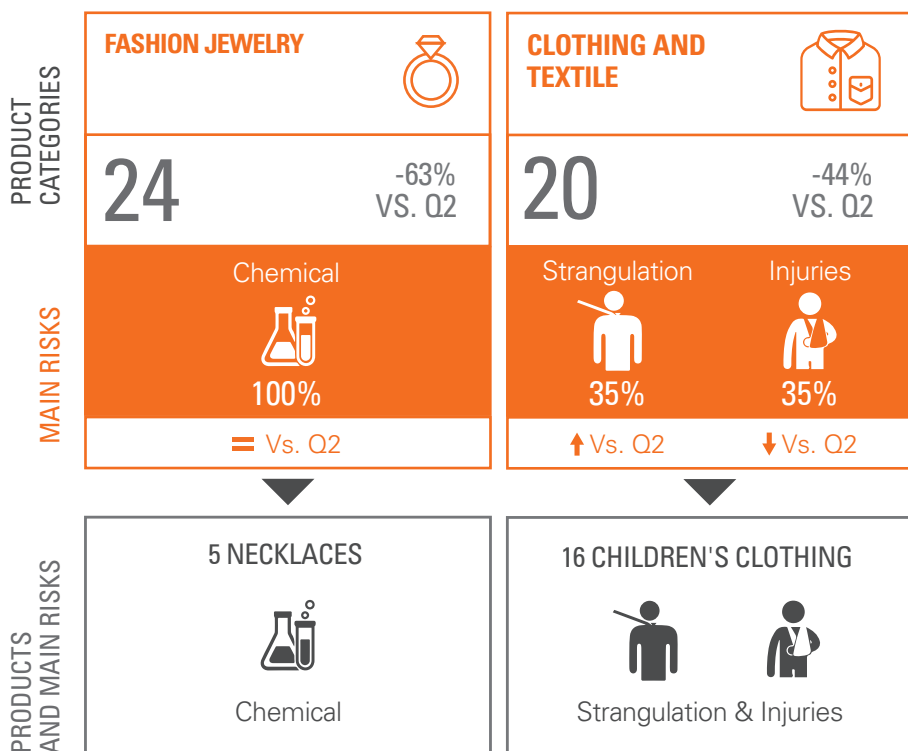 PRODUCT
CATEGORIES
FASHION JEWELRY
CLOTHING AND
TEXTILE
24
-63%
VS. Q2
20
-44%
VS. Q2
MAIN RISKS
Chemical
100%
= Vs. Q2
Strangulation
35%
Vs. Q2
Injuries
35%
Vs. Q2
PRODUCTS
AND MAIN RISKS
5 NECKLACES
Chemical
16 CHILDREN'S CLOTHING
Strangulation & Injuries